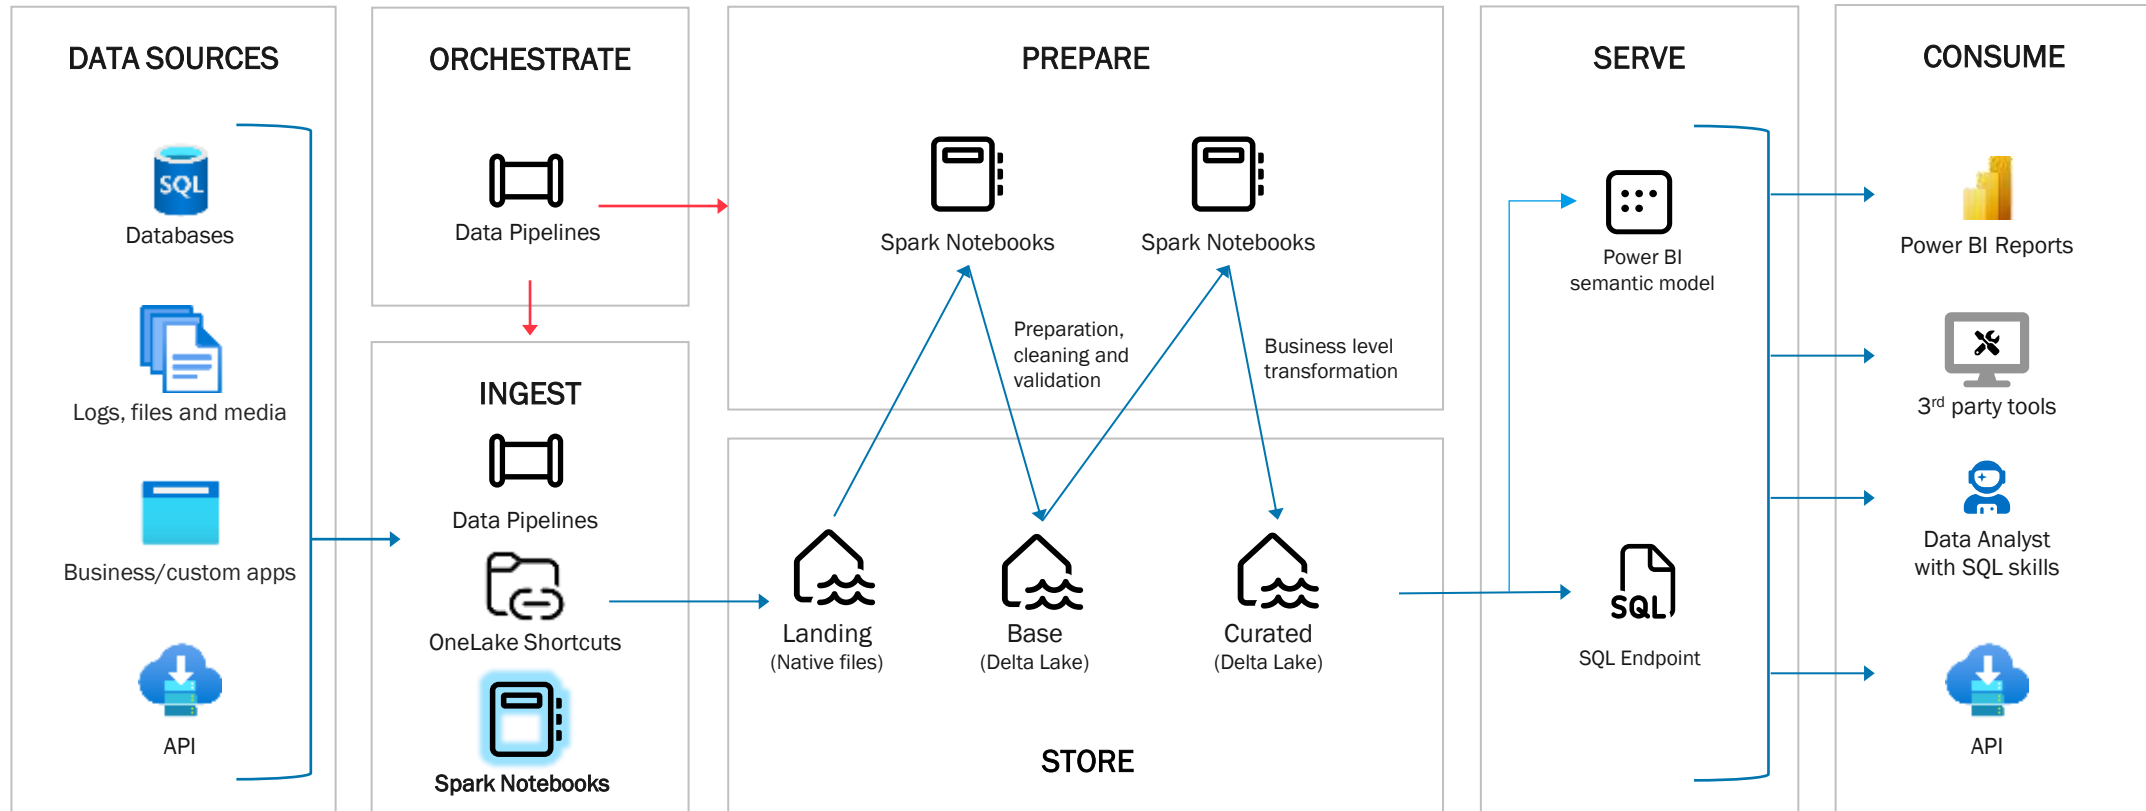 DATA SOURCES
SQL
Databases
Logs, files and media
Business/custom apps
API
ORCHESTRATE
Data Pipelines
INGEST
Data Pipelines
OneLake Shortcuts
Spark Notebooks
PREPARE
Spark Notebooks
Spark Notebooks
Preparation,
cleaning and
validation
Business level
transformation
Landing
(Native files)
Base
(Delta Lake)
Curated
(Delta Lake)
STORE
SERVE
Power BI
semantic model
SQL
SQL Endpoint
CONSUME
Power BI Reports
3rd party tools
Data Analyst
with SQL skills
API